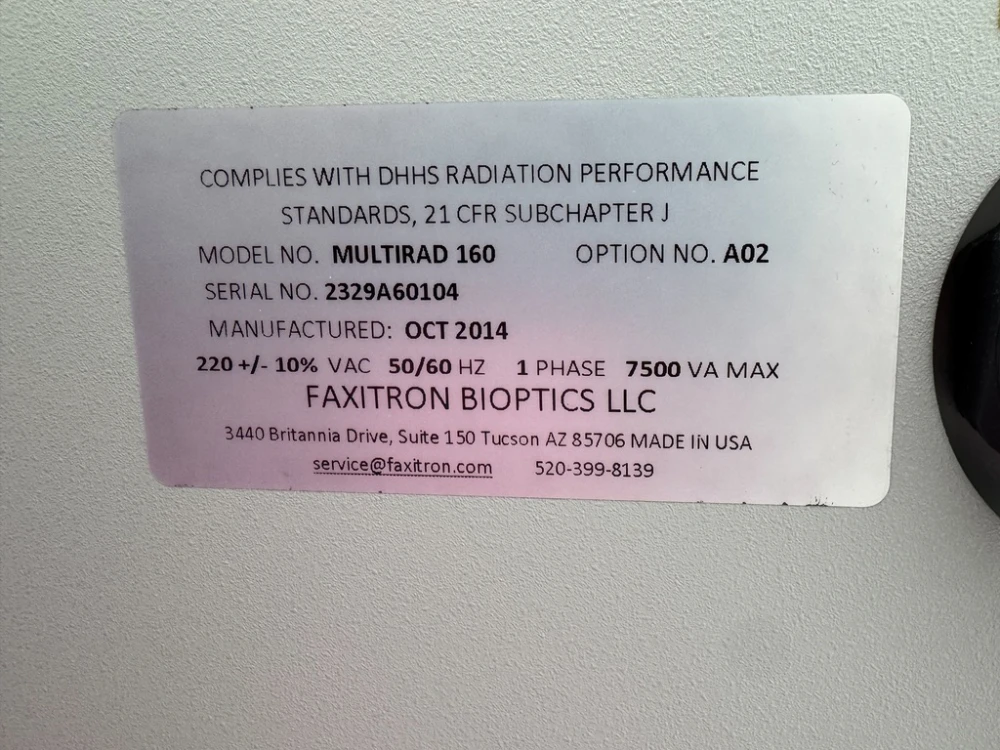 COMPLIES WITH DHHS RADIATION PERFORMANCE
STANDARDS, 21 CFR SUBCHAPTER J
MODEL NO. MULTIRAD 160 OPTION NO. A02
SERIAL NO. 2329A60104
MANUFACTURED: OCT 2014
220 +/- 10% VAC 50/60 HZ 1 PHASE 7500 VA MAX
FAXITRON BIOPTICS LLC
3440 Britannia Drive, Suite 150 Tucson AZ 85706 MADE IN USA
service@faxitron.com 520-399-8139